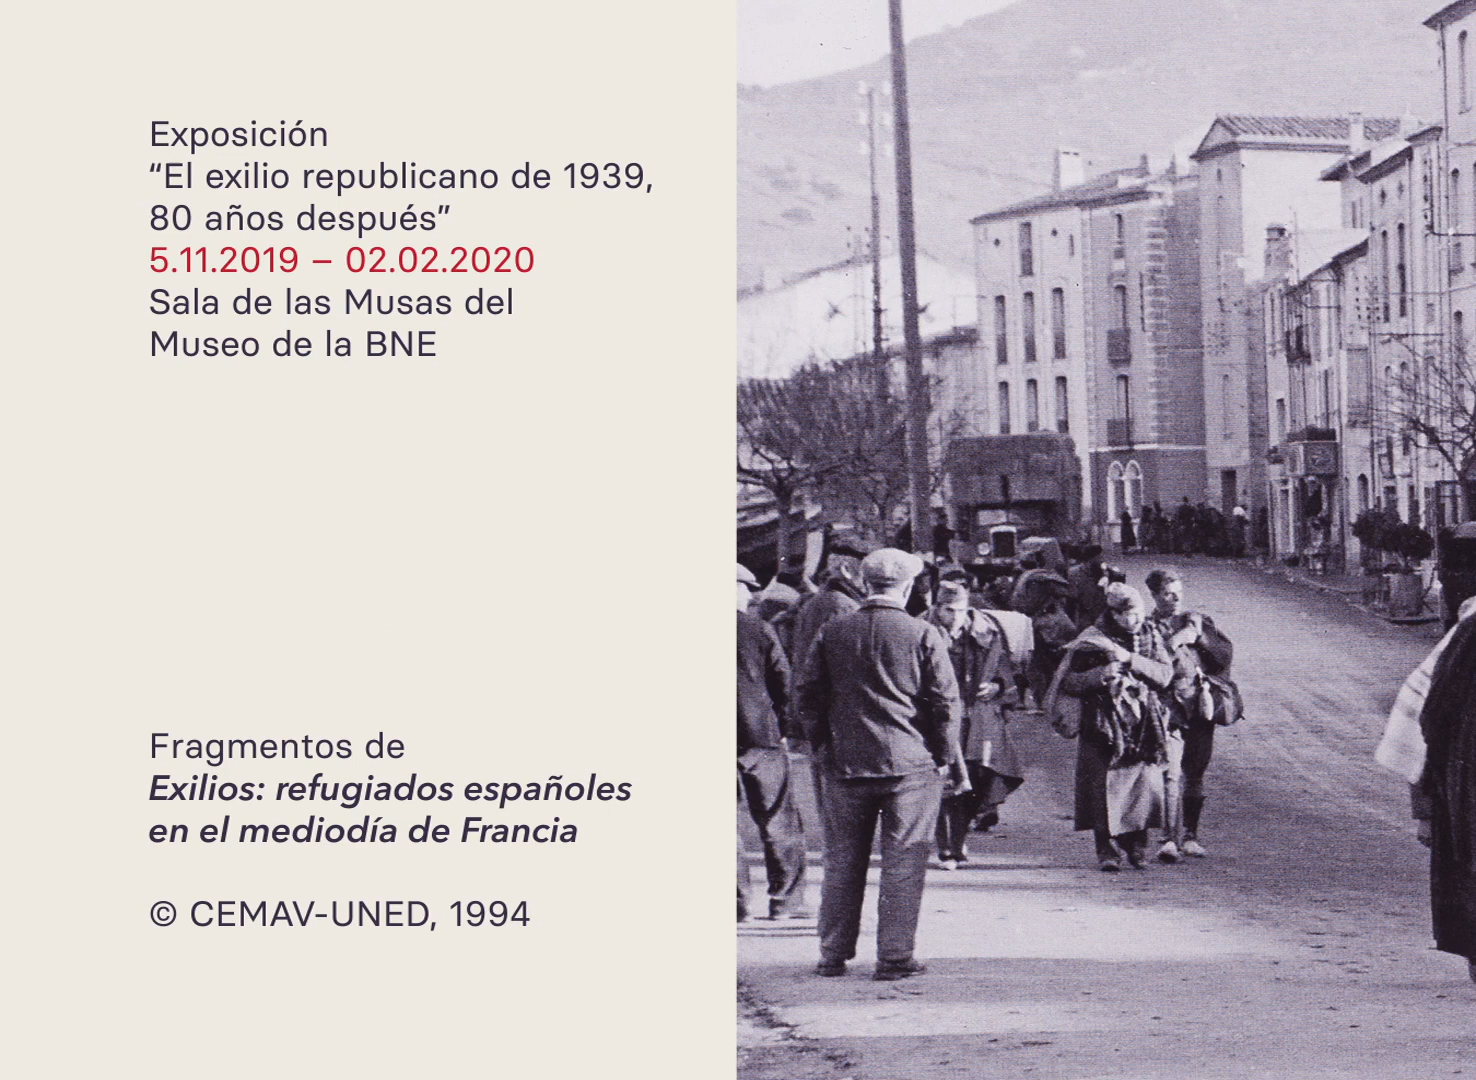 Exposición
“El exilio republicano de 1939,
80 años después”
5.11.2019 – 02.02.2020
Sala de las Musas del
Museo de la BNE
Fragmentos de
Exilios: refugiados españoles
en el mediodía de Francia
© CEMAV-UNED, 1994